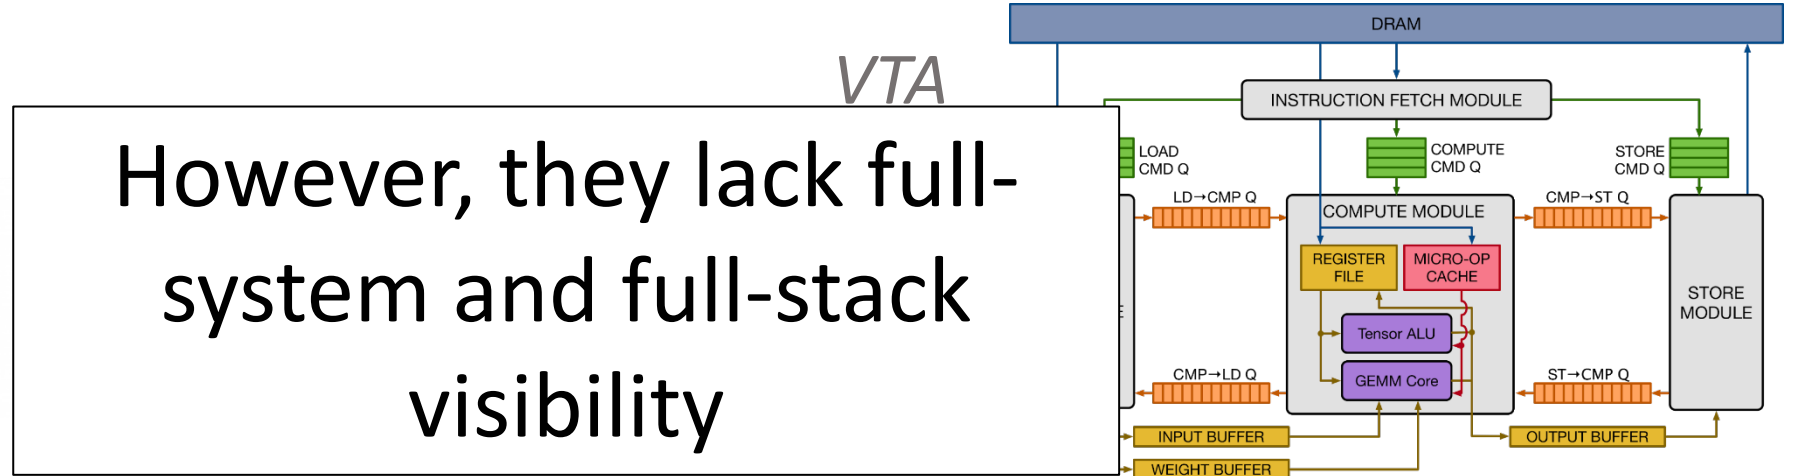 DRAM
VTA
INSTRUCTION FETCH MODULE
However, they lack full-
system and full-stack
visibility
LOAD
CMD Q
COMPUTE
CMD Q
STORE
CMD Q
LD→CMP Q
COMPUTE MODULE
CMP→ST Q
REGISTER
FILE
MICRO-OP
CACHE
STORE
MODULE
E
Tensor ALU
GEMM Core
CMP→LD Q
ST→CMP Q
INPUT BUFFER
OUTPUT BUFFER
WEIGHT BUFFER